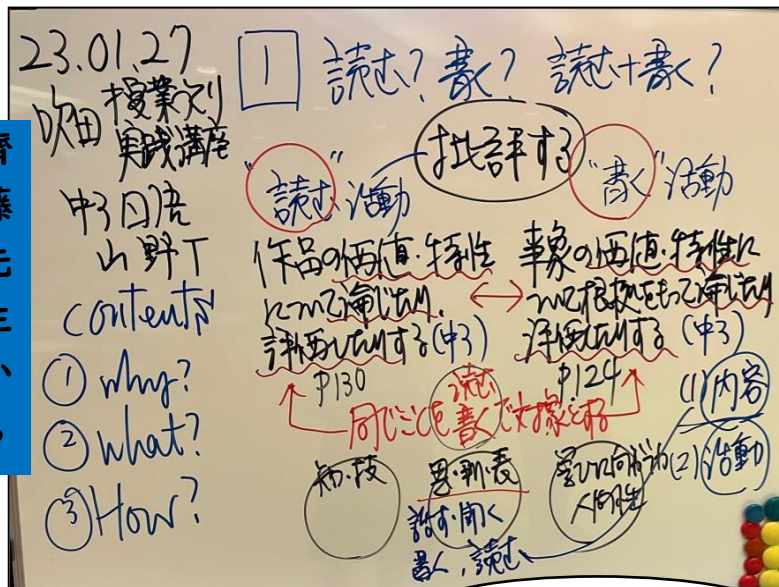 23.01.27
吹田 授業実リ
実践講座
中3国語
山野T
contents
① why?
② what?
③ How?
1 読む?書く?読む+書く?
批評する
"読む"活動
作品の価値・特性
について論じたり、
評価したりする(中3)
P130
"書く"活動
事象の価値・特性に
ついて根拠をもって論じたり
評価したりする(中3)
P124
読む
同じことを書くで対象とする
知・技
思・判・表
話す・聞く
書く、読む
学びに向かう力
人間性
(1)内容
(2)活動
齊藤元生